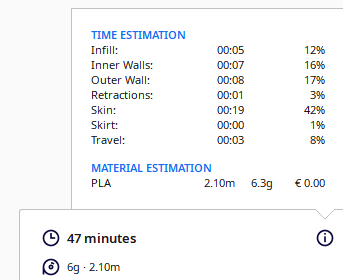 TIME ESTIMATION
Infill: 00:05 12%
Inner Walls: 00:07 16%
Outer Wall: 00:08 17%
Retractions: 00:01 3%
Skin: 00:19 42%
Skirt: 00:00 1%
Travel: 00:03 8%
MATERIAL ESTIMATION
PLA 2.10m 6.3g € 0.00
47 minutes
6g · 2.10m